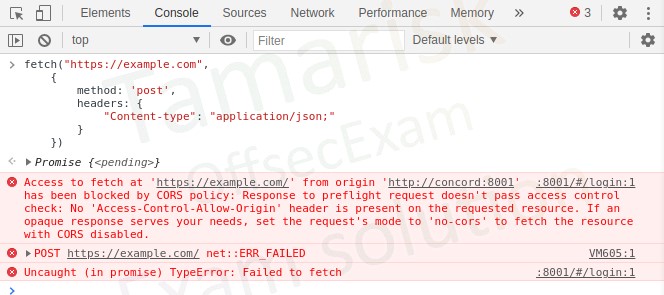 Elements Console Sources Network Performance Memory » 3
top Filter Default levels
> fetch("https://example.com",
{
method: 'post',
headers: {
"Content-type": "application/json;"
}
})
Promise {<pending>}
Access to fetch at 'https://example.com/' from origin 'http://concord:8001' :8001/#/login:1
has been blocked by CORS policy: Response to preflight request doesn't pass access control
check: No 'Access-Control-Allow-Origin' header is present on the requested resource. If an
opaque response serves your needs, set the request's mode to 'no-cors' to fetch the resource
with CORS disabled.
POST https://example.com/ net::ERR_FAILED VM605:1
Uncaught (in promise) TypeError: Failed to fetch :8001/#/login:1
>
Tamarisk
OffsecExam
Exam solution